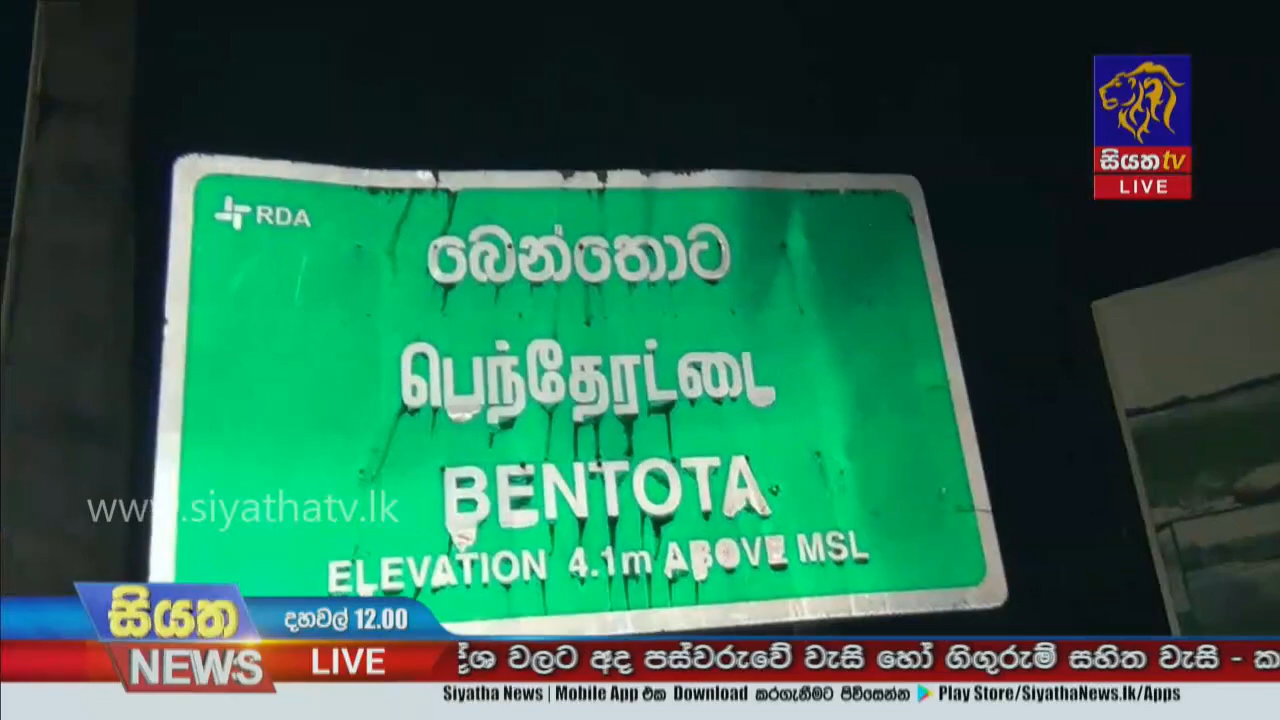 සියත tv
LIVE
RDA
බෙන්තොට
பெந்தோட்டை
BENTOTA
ELEVATION 4.1m ABOVE MSL
www.siyathatv.lk
සියත
NEWS
දහවල් 12.00
LIVE
වලට අද පස්වරුවේ වැසි හෝ ගිගුරුම් සහිත වැසි -
Siyatha News | Mobile App එක Download කරගැනීමට පිවිසෙන්න Play Store/SiyathaNews.lk/Apps